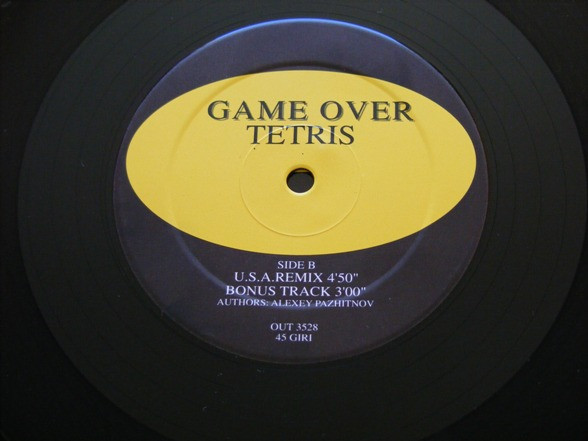 GAME OVER
TETRIS
SIDE B
U.S.A.REMIX 4'50"
BONUS TRACK 3'00"
AUTHORS: ALEXEY PAZHITNOV
OUT 3528
45 GIRI